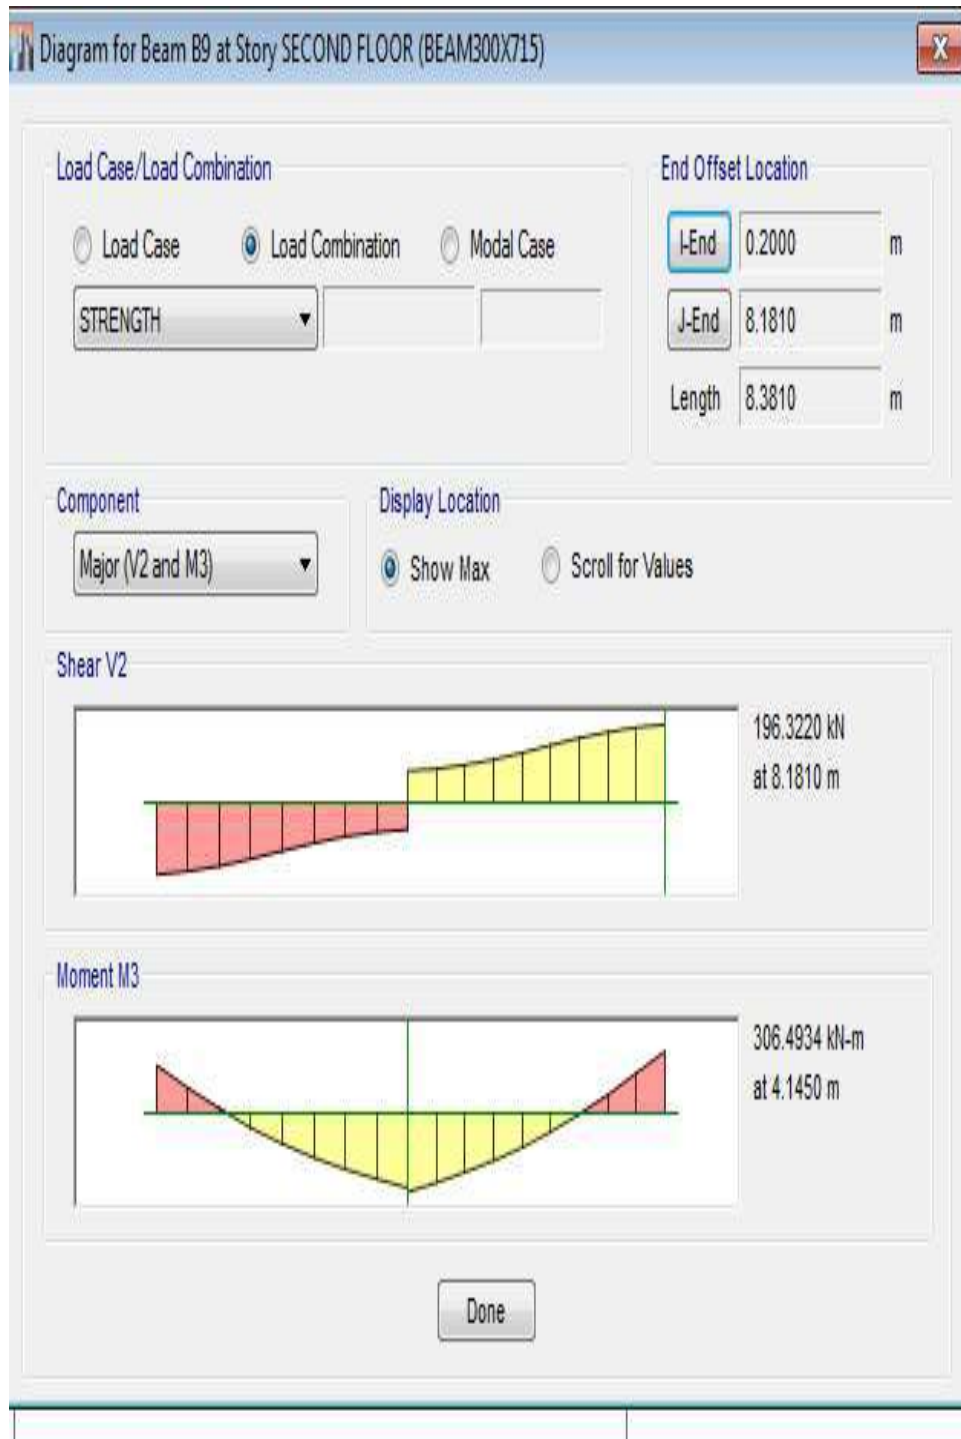 Diagram for Beam B9 at Story SECOND FLOOR (BEAM300X715)
X
Load Case/Load Combination
Load Case
Load Combination
Modal Case
STRENGTH
End Offset Location
I-End 0.2000 m
J-End 8.1810 m
Length 8.3810 m
Component
Major (V2 and M3)
Display Location
Show Max
Scroll for Values
Shear V2
196.3220 kN
at 8.1810 m
Moment M3
306.4934 kN-m
at 4.1450 m
Done